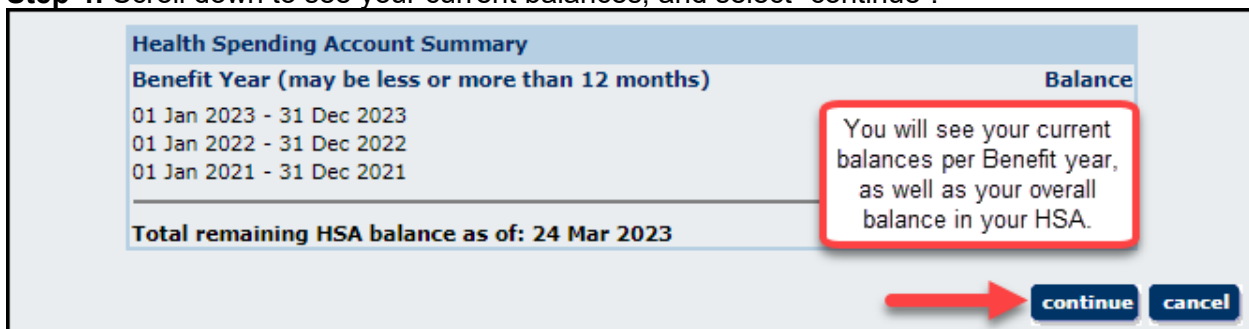 Step 4: Scroll down to see your current balances, and select "continue".
Health Spending Account Summary
Benefit Year (may be less or more than 12 months) Balance
01 Jan 2023 - 31 Dec 2023
01 Jan 2022 - 31 Dec 2022
01 Jan 2021 - 31 Dec 2021
You will see your current
balances per Benefit year,
as well as your overall
balance in your HSA.
Total remaining HSA balance as of: 24 Mar 2023
continue cancel